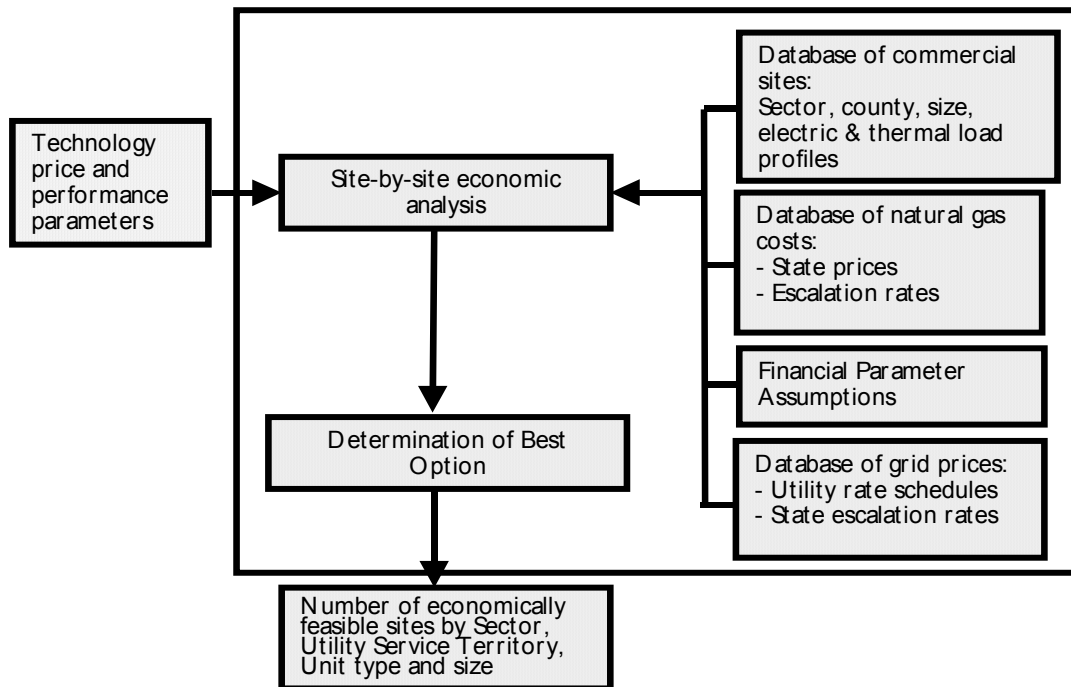 Technology
price and
performance
parameters
Site-by-site economic
analysis
Determination of Best
Option
Number of economically
feasible sites by Sector,
Utility Service Territory,
Unit type and size
Database of commercial
sites:
Sector, county, size,
electric & thermal load
profiles
Database of natural gas
costs:
- State prices
- Escalation rates
Financial Parameter
Assumptions
Database of grid prices:
- Utility rate schedules
- State escalation rates